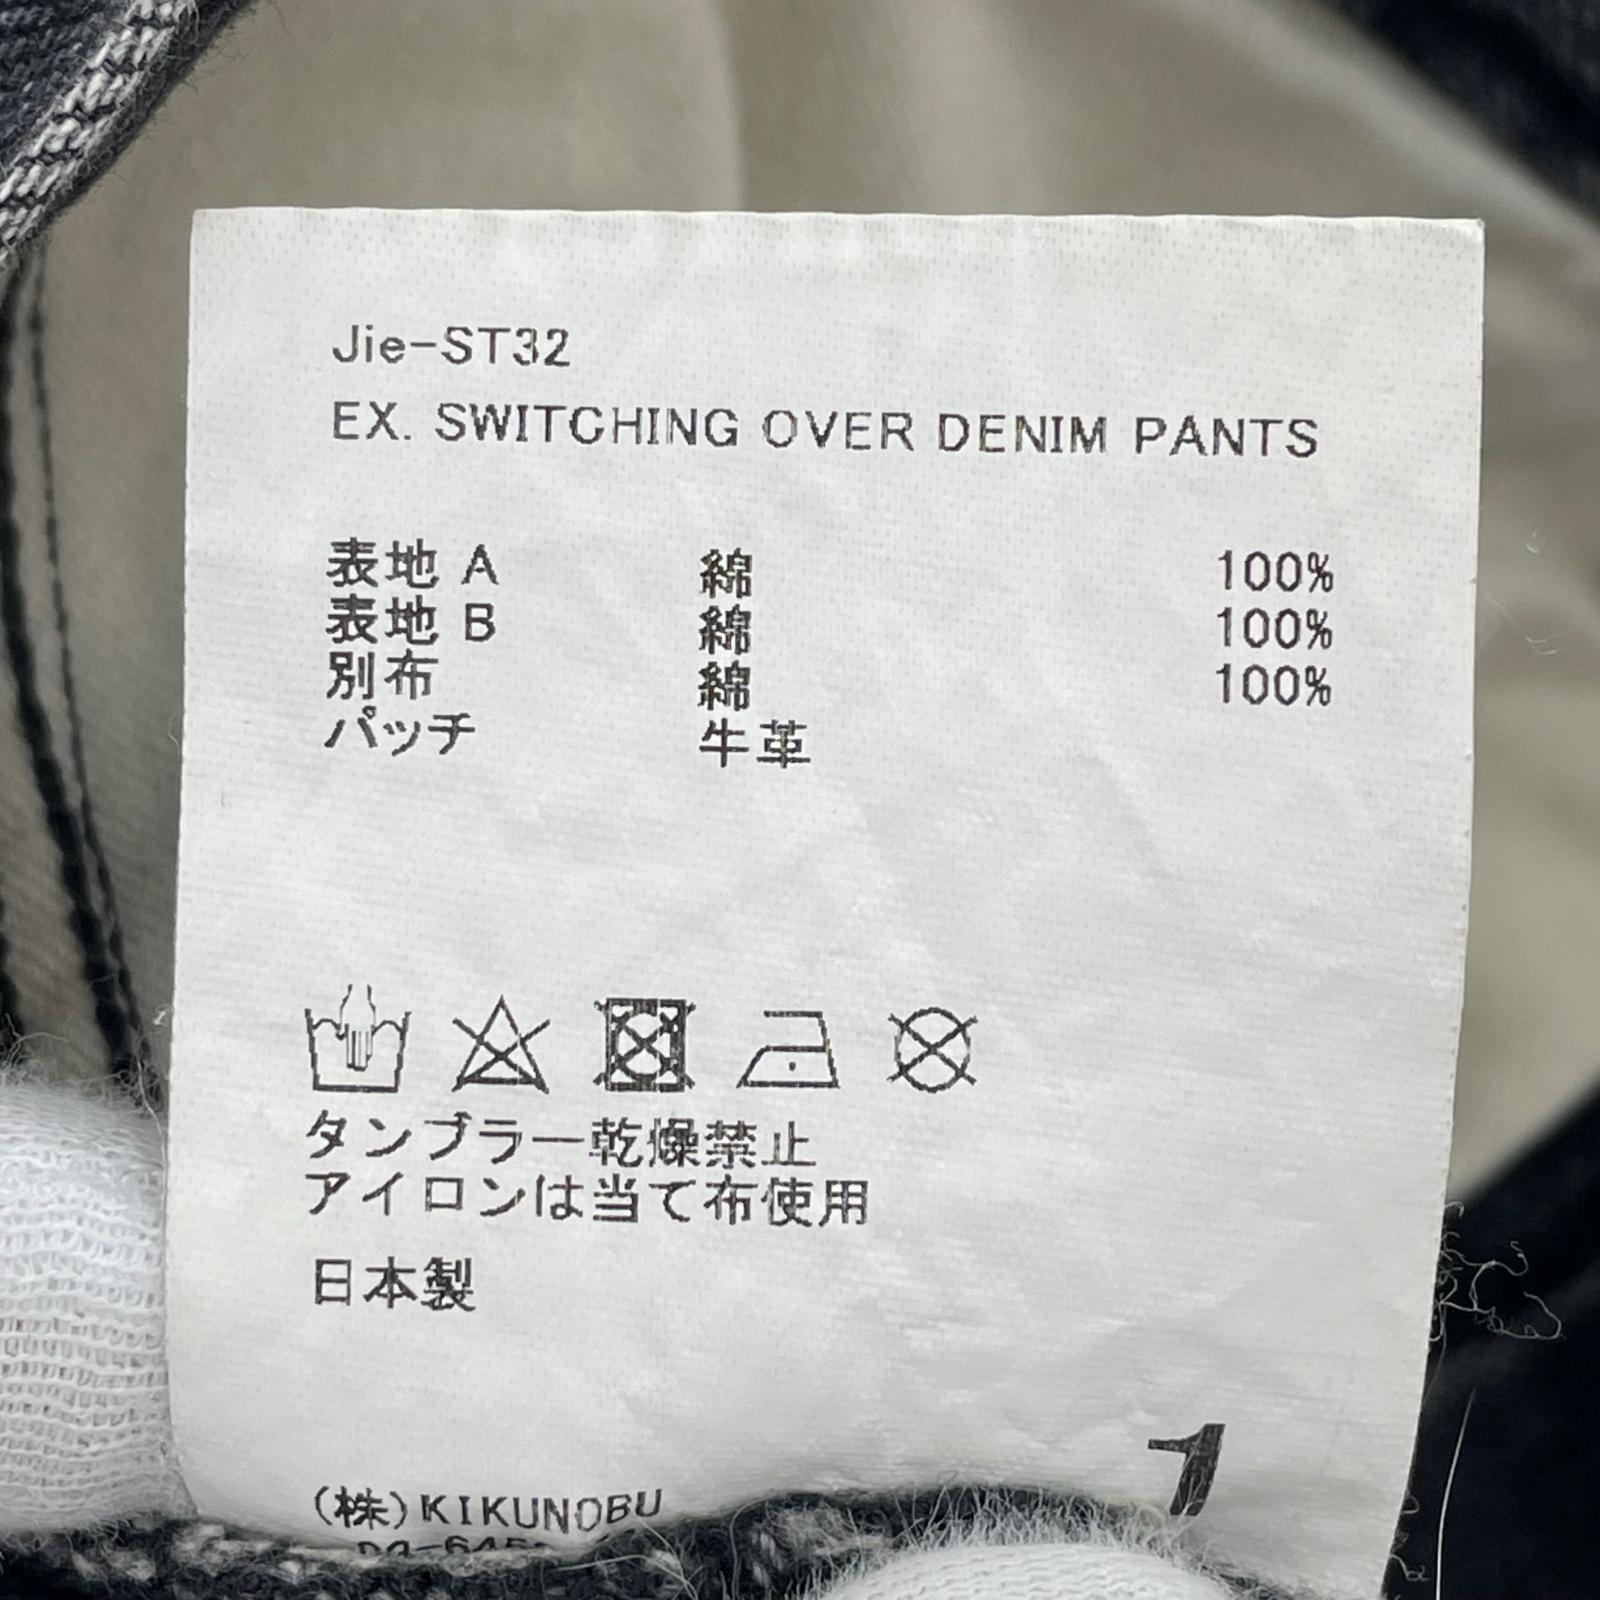 Jie-ST32
EX. SWITCHING OVER DENIM PANTS
表地 A 綿 100%
表地 B 綿 100%
別布 綿 100%
パッチ 牛革
タンブラー乾燥禁止
アイロンは当て布使用
日本製
1
(株)KIKUNOBU